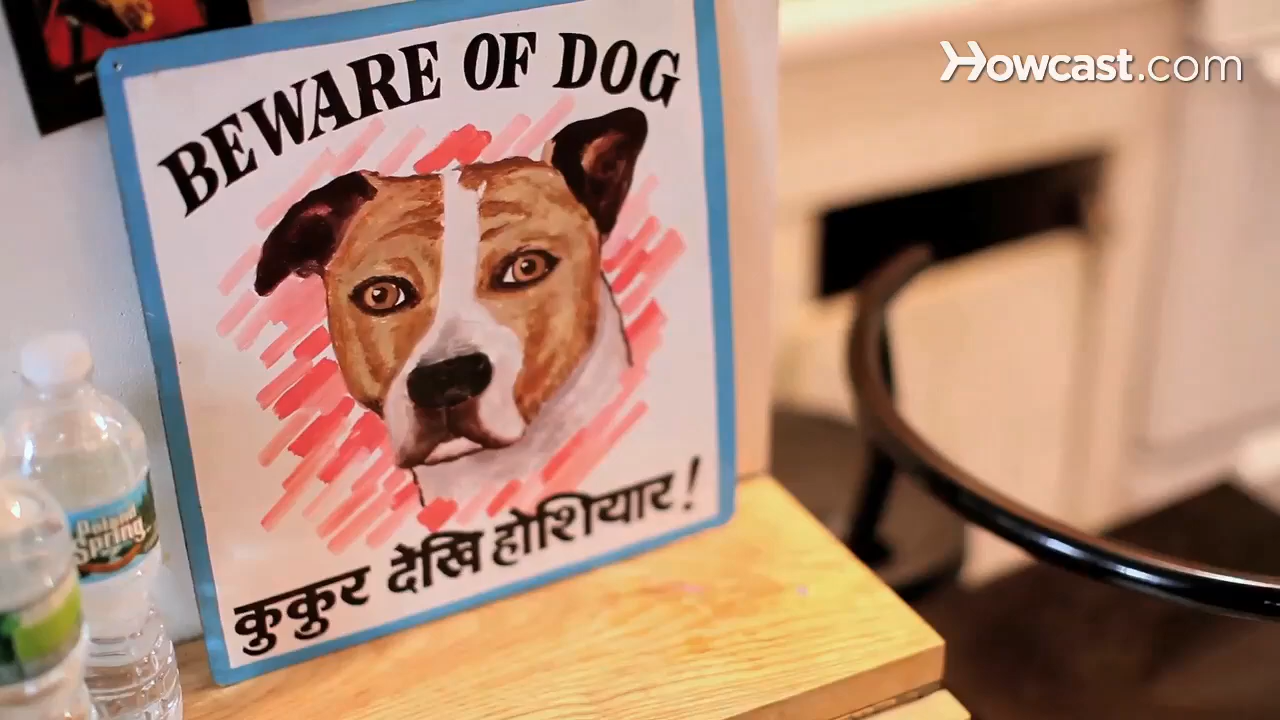 Howcast.com
BEWARE OF DOG
कुकुर देखि होशियार!
Poland
Spring